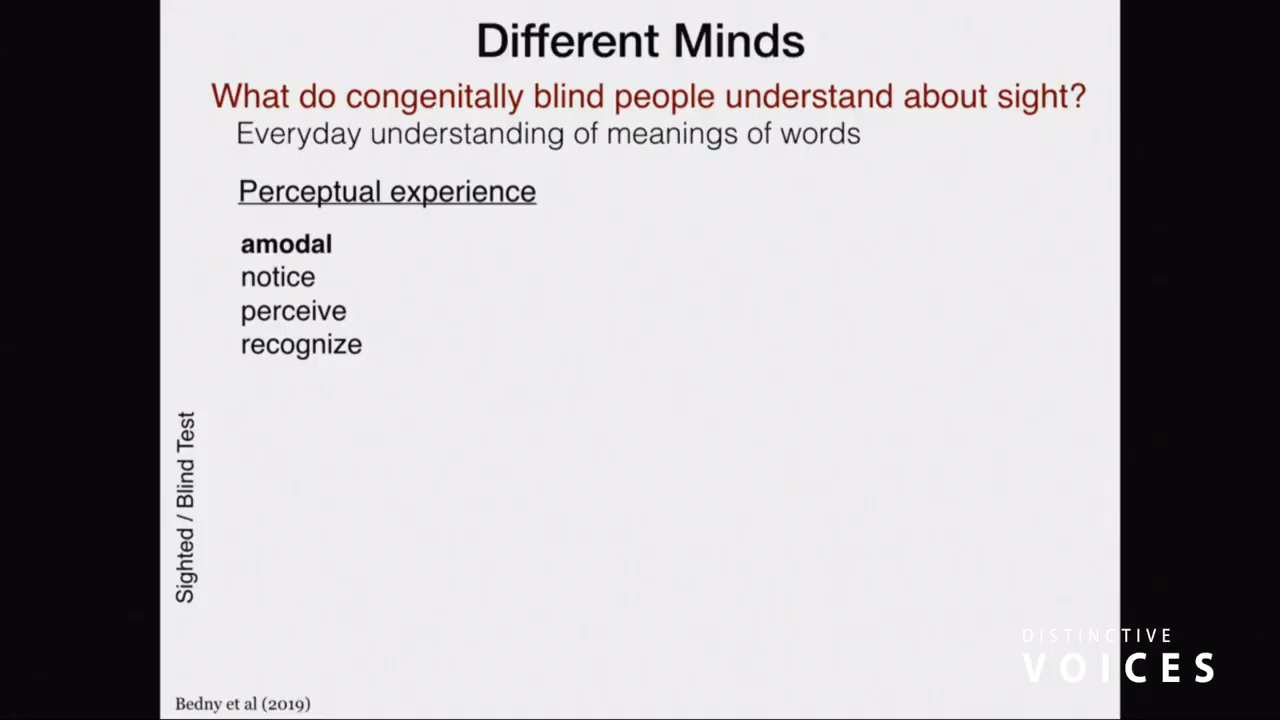 Different Minds
What do congenitally blind people understand about sight?
Everyday understanding of meanings of words
Perceptual experience
amodal
notice
perceive
recognize
Sighted / Blind Test
DISTINCTIVE
VOICES
Bedny et al (2019)